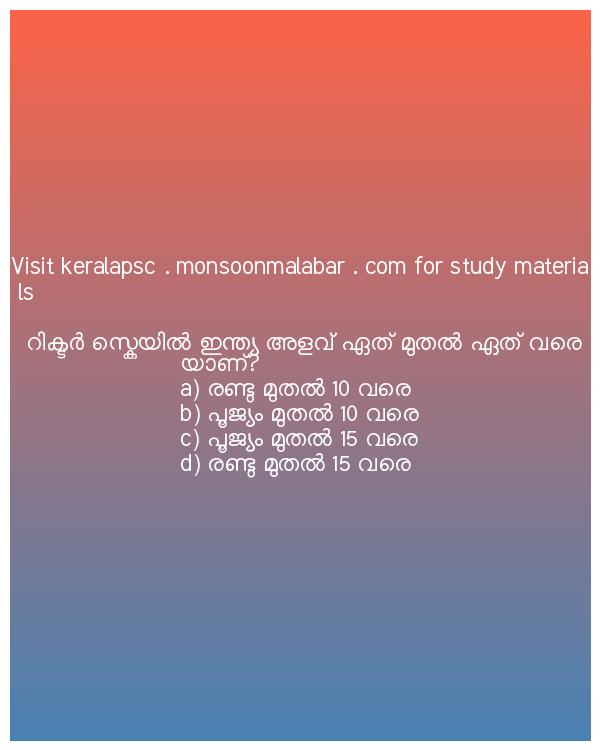 Visit keralapsc . monsoonmalabar . com for study materia
ls
റിക്ടർ സ്കെയിൽ ഇന്ത്യ അളവ് ഏത് മുതൽ ഏത് വരെ
യാണ്?
a) രണ്ടു മുതൽ 10 വരെ
b) പൂജ്യം മുതൽ 10 വരെ
c) പൂജ്യം മുതൽ 15 വരെ
d) രണ്ടു മുതൽ 15 വരെ